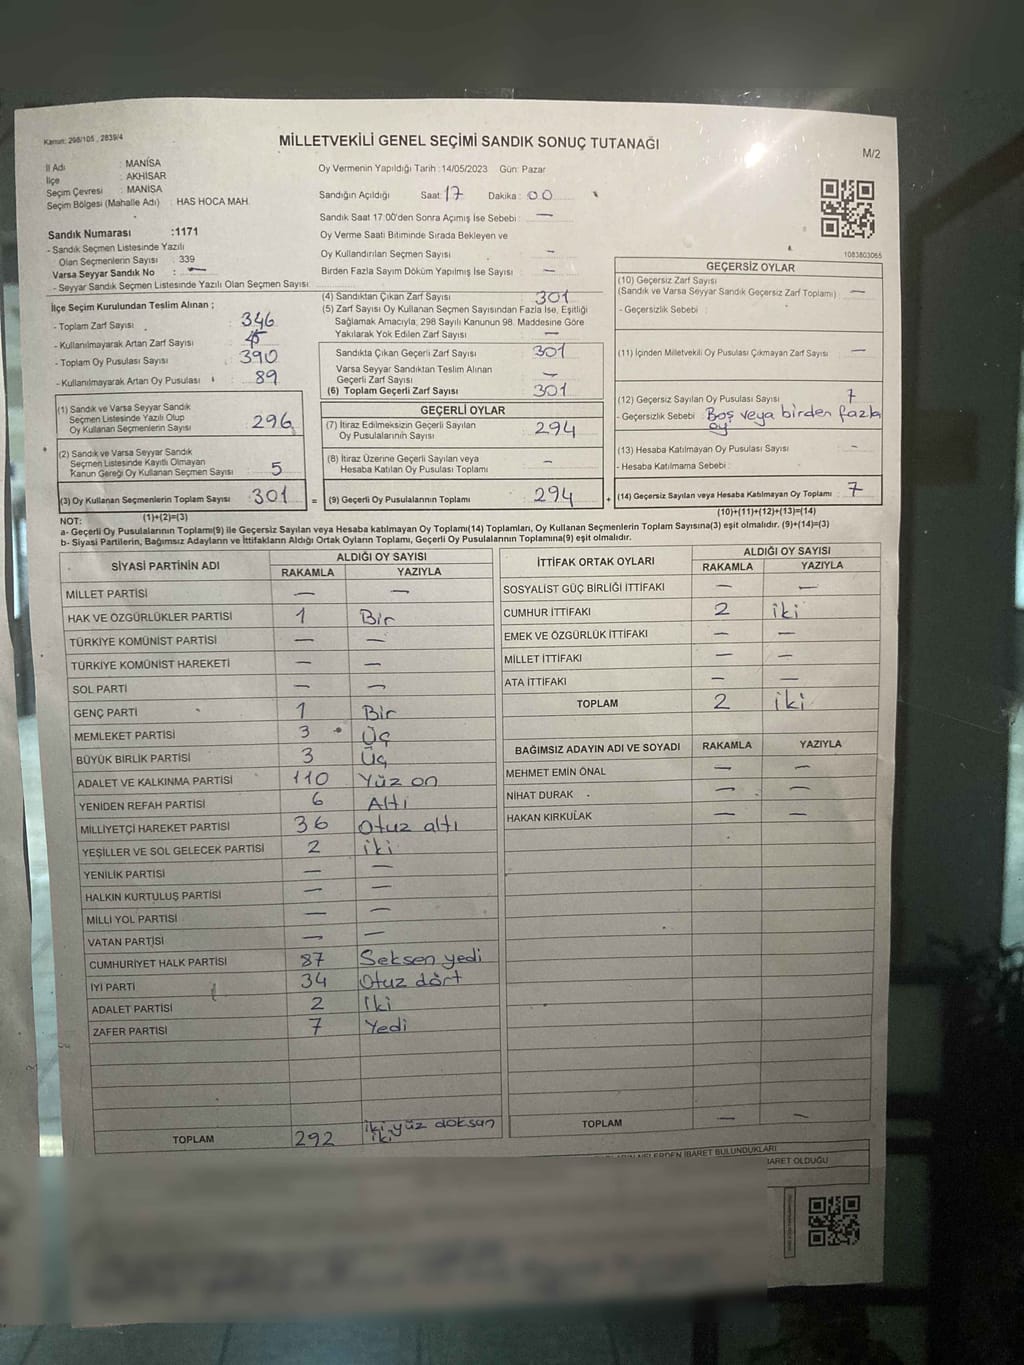 Kanun: 298/105 , 2839/4
MİLLETVEKİLİ GENEL SEÇİMİ SANDIK SONUÇ TUTANAĞI
M/2
İl Adı : MANİSA
İlçe : AKHİSAR
Seçim Çevresi : MANİSA
Seçim Bölgesi (Mahalle Adı) : HAS HOCA MAH.
Oy Vermenin Yapıldığı Tarih :14/05/2023 Gün: Pazar
Sandığın Açıldığı Saat: 17 Dakika : 00
Sandık Saat 17:00'den Sonra Açımış İse Sebebi : —
Oy Verme Saati Bitiminde Sırada Bekleyen ve
Oy Kullandırılan Seçmen Sayısı —
Birden Fazla Sayım Döküm Yapılmış İse Sayısı : —
Sandık Numarası :1171
- Sandık Seçmen Listesinde Yazılı
Olan Seçmenlerin Sayısı : 339
Varsa Seyyar Sandık No : —
- Seyyar Sandık Seçmen Listesinde Yazılı Olan Seçmen Sayısı:
1083803065
İlçe Seçim Kurulundan Teslim Alınan ;
- Toplam Zarf Sayısı : 346
- Kullanılmayarak Artan Zarf Sayısı : 45
- Toplam Oy Pusulası Sayısı : 390
- Kullanılmayarak Artan Oy Pusulası : 89
(1) Sandık ve Varsa Seyyar Sandık
Seçmen Listesinde Yazılı Olup
Oy Kullanan Seçmenlerin Sayısı 296
(2) Sandık ve Varsa Seyyar Sandık
Seçmen Listesinde Kayıtlı Olmayan
Kanun Gereği Oy Kullanan Seçmen Sayısı 5
(3) Oy Kullanan Seçmenlerin Toplam Sayısı 301
(1)+(2)=(3)
(4) Sandıktan Çıkan Zarf Sayısı 301
(5) Zarf Sayısı Oy Kullanan Seçmen Sayısından Fazla İse, Eşitliği
Sağlamak Amacıyla; 298 Sayılı Kanunun 98. Maddesine Göre
Yakılarak Yok Edilen Zarf Sayısı —
Sandıkta Çıkan Geçerli Zarf Sayısı 301
Varsa Seyyar Sandıktan Teslim Alınan
Geçerli Zarf Sayısı —
(6) Toplam Geçerli Zarf Sayısı 301
GEÇERLİ OYLAR
(7) İtiraz Edilmeksizin Geçerli Sayılan
Oy Pusulalarının Sayısı 294
(8) İtiraz Üzerine Geçerli Sayılan veya
Hesaba Katılan Oy Pusulası Toplamı —
= (9) Geçerli Oy Pusulalarının Toplamı 294
GEÇERSİZ OYLAR
(10) Geçersiz Zarf Sayısı
(Sandık ve Varsa Seyyar Sandık Geçersiz Zarf Toplamı) —
- Geçersizlik Sebebi :
(11) İçinden Milletvekili Oy Pusulası Çıkmayan Zarf Sayısı —
(12) Geçersiz Sayılan Oy Pusulası Sayısı 7
- Geçersizlik Sebebi : Boş veya birden fazla
oy
(13) Hesaba Katılmayan Oy Pusulası Sayısı —
- Hesaba Katılmama Sebebi :
+ (14) Geçersiz Sayılan veya Hesaba Katılmayan Oy Toplamı 7
(10)+(11)+(12)+(13)=(14)
NOT:
a- Geçerli Oy Pusulalarının Toplamı(9) ile Geçersiz Sayılan veya Hesaba katılmayan Oy Toplamı(14) Toplamları, Oy Kullanan Seçmenlerin Toplam Sayısına(3) eşit olmalıdır. (9)+(14)=(3)
b- Siyasi Partilerin, Bağımsız Adayların ve İttifakların Aldığı Ortak Oyların Toplamı, Geçerli Oy Pusulalarının Toplamına(9) eşit olmalıdır.
SİYASİ PARTİNİN ADI ALDIĞI OY SAYISI
RAKAMLA YAZIYLA
MİLLET PARTİSİ — —
HAK VE ÖZGÜRLÜKLER PARTİSİ 1 Bir
TÜRKİYE KOMÜNİST PARTİSİ — —
TÜRKİYE KOMÜNİST HAREKETİ — —
SOL PARTİ — —
GENÇ PARTİ 1 Bir
MEMLEKET PARTİSİ 3 Üç
BÜYÜK BİRLİK PARTİSİ 3 Üç
ADALET VE KALKINMA PARTİSİ 110 Yüz on
YENİDEN REFAH PARTİSİ 6 Altı
MİLLİYETÇİ HAREKET PARTİSİ 36 Otuz altı
YEŞİLLER VE SOL GELECEK PARTİSİ 2 iki
YENİLİK PARTİSİ — —
HALKIN KURTULUŞ PARTİSİ — —
MİLLİ YOL PARTİSİ — —
VATAN PARTİSİ — —
CUMHURİYET HALK PARTİSİ 87 Seksen yedi
İYİ PARTİ 34 Otuz dört
ADALET PARTİSİ 2 İki
ZAFER PARTİSİ 7 Yedi
TOPLAM 292 iki yüz doksan
iki
İTTİFAK ORTAK OYLARI ALDIĞI OY SAYISI
RAKAMLA YAZIYLA
SOSYALİST GÜÇ BİRLİĞİ İTTİFAKI — —
CUMHUR İTTİFAKI 2 iki
EMEK VE ÖZGÜRLÜK İTTİFAKI — —
MİLLET İTTİFAKI — —
ATA İTTİFAKI — —
TOPLAM 2 iki
BAĞIMSIZ ADAYIN ADI VE SOYADI RAKAMLA YAZIYLA
MEHMET EMİN ÖNAL — —
NİHAT DURAK — —
HAKAN KIRKULAK — —
TOPLAM — —
İBARET BULUNDUKLARI
İBARET OLDUĞU